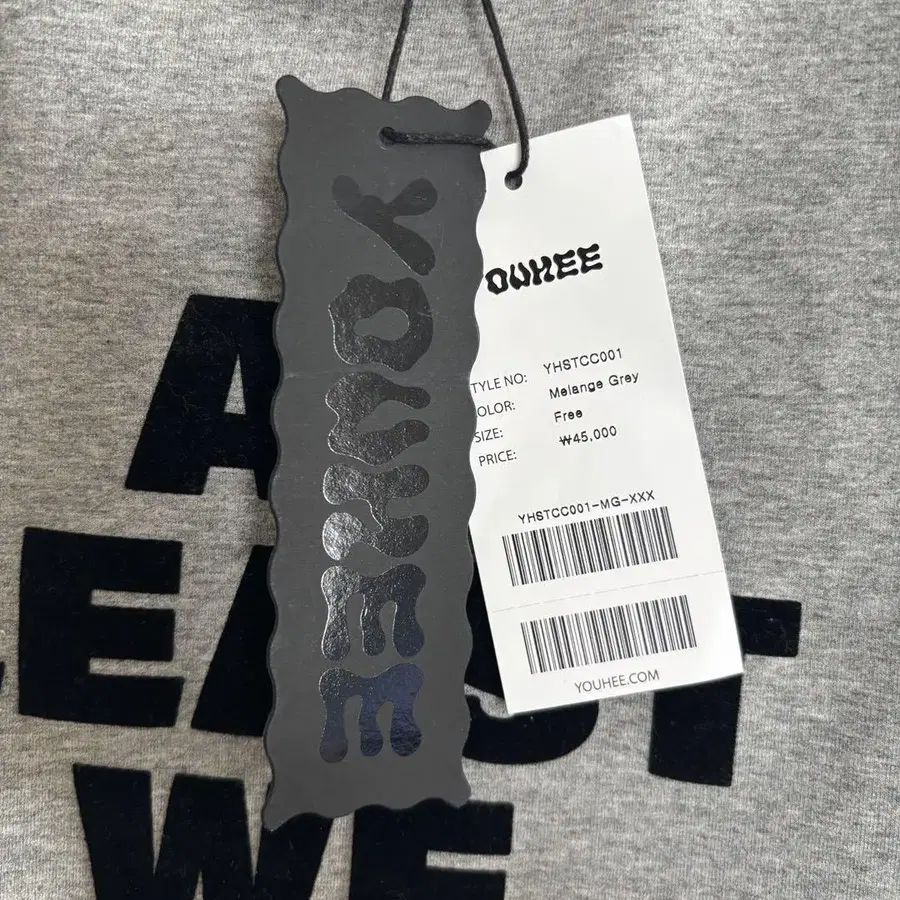 YOUHEE
OUHEE
TYLE NO: YHSTCC001
OLOR: Melange Grey
SIZE: Free
PRICE: ₩45,000
YHSTCC001-MG-XXX
YOUHEE.COM
A
EAST
WE